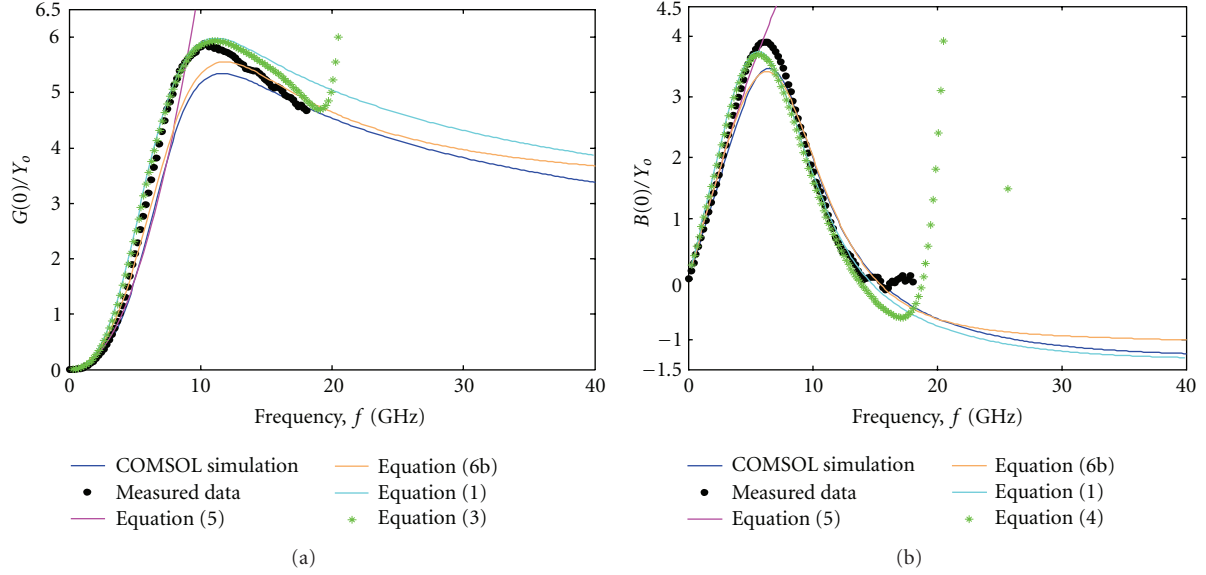 6.5
6
5
4
3
2
1
0
G(0)/Y_o
0
10
20
30
40
Frequency, f (GHz)
COMSOL simulation
Measured data
Equation (5)
Equation (6b)
Equation (1)
Equation (3)
(a)
4.5
4
3
2
1
0
−1
−1.5
B(0)/Y_o
0
10
20
30
40
Frequency, f (GHz)
COMSOL simulation
Measured data
Equation (5)
Equation (6b)
Equation (1)
Equation (4)
(b)